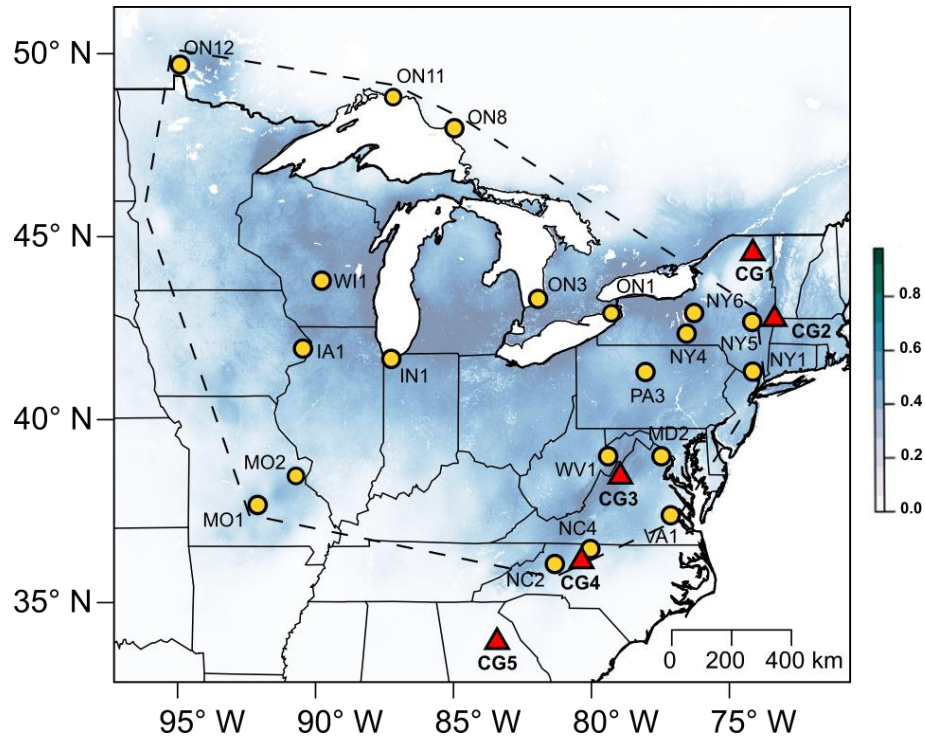 50° N
ON12
ON11
ON8
45° N
CG1
WI1
ON3
ON1
NY6
0.8
CG2
NY5
NY4
IA1
IN1
NY1
0.6
PA3
40° N
0.4
MD2
MO2
WV1
0.2
CG3
MO1
NC4
VA1
0.0
NC2
CG4
35° N
CG5
0 200 400 km
95° W 90° W 85° W 80° W 75° W